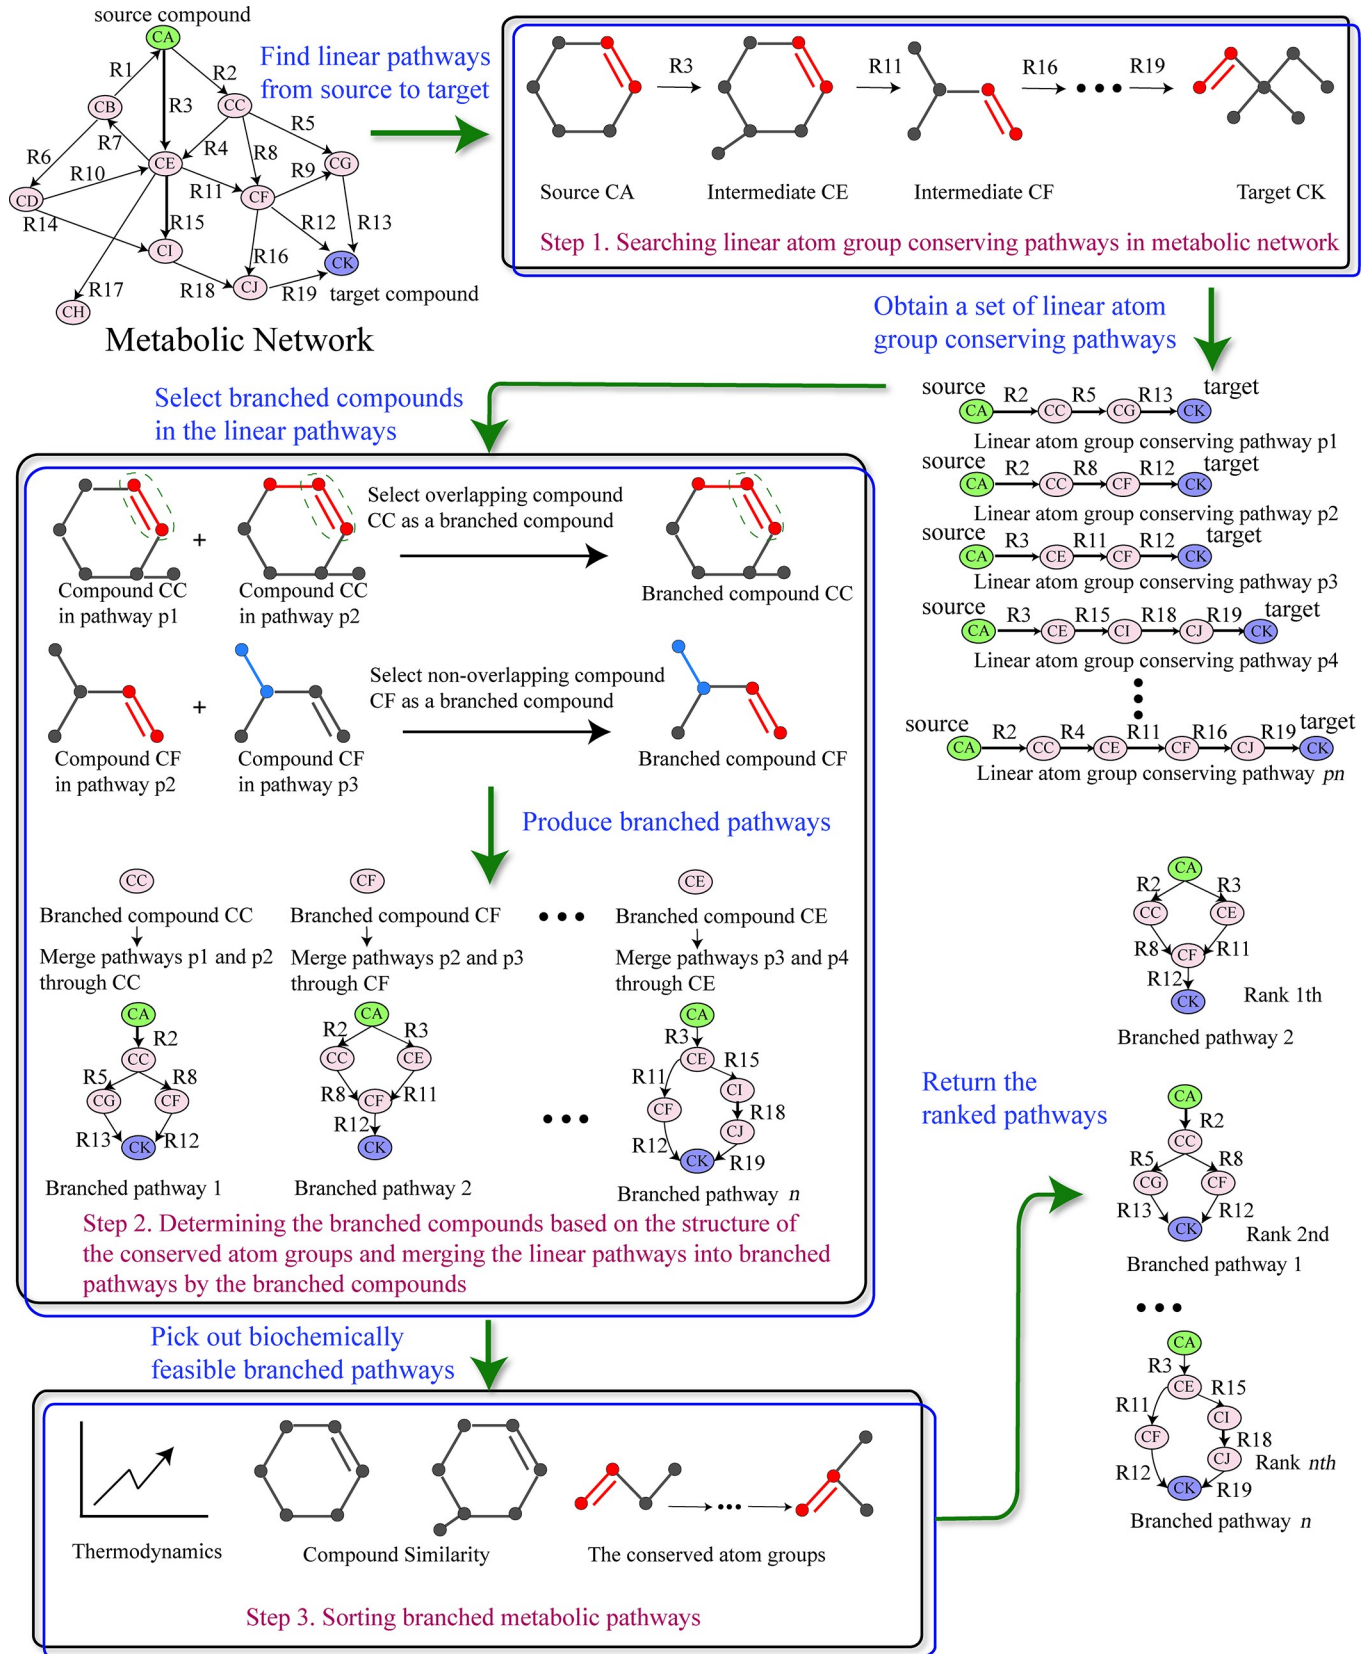 source compound
CA
R1
R2
R3
CB
CC
R5
R7
R4
R6
R8
CE
CG
R10
R9
R11
CD
CF
R14
R15
R12
R13
CI
R16
CK
R17
R18
CJ
R19
target compound
CH
Metabolic Network
Find linear pathways
from source to target
R3
R11
R16
R19
Source CA
Intermediate CE
Intermediate CF
Target CK
Step 1. Searching linear atom group conserving pathways in metabolic network
Obtain a set of linear atom
group conserving pathways
source
target
CA R2 CC R5 CG R13 CK
Linear atom group conserving pathway p1
source
target
CA R2 CC R8 CF R12 CK
Linear atom group conserving pathway p2
source
target
CA R3 CE R11 CF R12 CK
Linear atom group conserving pathway p3
source
target
CA R3 CE R15 CI R18 CJ R19 CK
Linear atom group conserving pathway p4
source
target
CA R2 CC R4 CE R11 CF R16 CJ R19 CK
Linear atom group conserving pathway pn
Select branched compounds
in the linear pathways
+
Compound CC
in pathway p1
Compound CC
in pathway p2
Select overlapping compound
CC as a branched compound
Branched compound CC
+
Compound CF
in pathway p2
Compound CF
in pathway p3
Select non-overlapping compound
CF as a branched compound
Branched compound CF
Produce branched pathways
CC
Branched compound CC
Merge pathways p1 and p2
through CC
CA
R2
CC
R5
R8
CG
CF
R13
R12
CK
Branched pathway 1
CF
Branched compound CF
Merge pathways p2 and p3
through CF
CA
R2
R3
CC
CE
R8
R11
CF
R12
CK
Branched pathway 2
CE
Branched compound CE
Merge pathways p3 and p4
through CE
CA
R3
CE
R15
R11
CI
CF
R18
CJ
R12
R19
CK
Branched pathway n
Step 2. Determining the branched compounds based on the structure of
the conserved atom groups and merging the linear pathways into branched
pathways by the branched compounds
Pick out biochemically
feasible branched pathways
Thermodynamics
Compound Similarity
The conserved atom groups
Step 3. Sorting branched metabolic pathways
Return the
ranked pathways
CA
R2
R3
CC
CE
R8
R11
CF
R12
CK
Rank 1th
Branched pathway 2
CA
R2
CC
R5
R8
CG
CF
R13
R12
CK
Rank 2nd
Branched pathway 1
CA
R3
CE
R15
R11
CI
CF
R18
CJ
Rank nth
R12
R19
CK
Branched pathway n